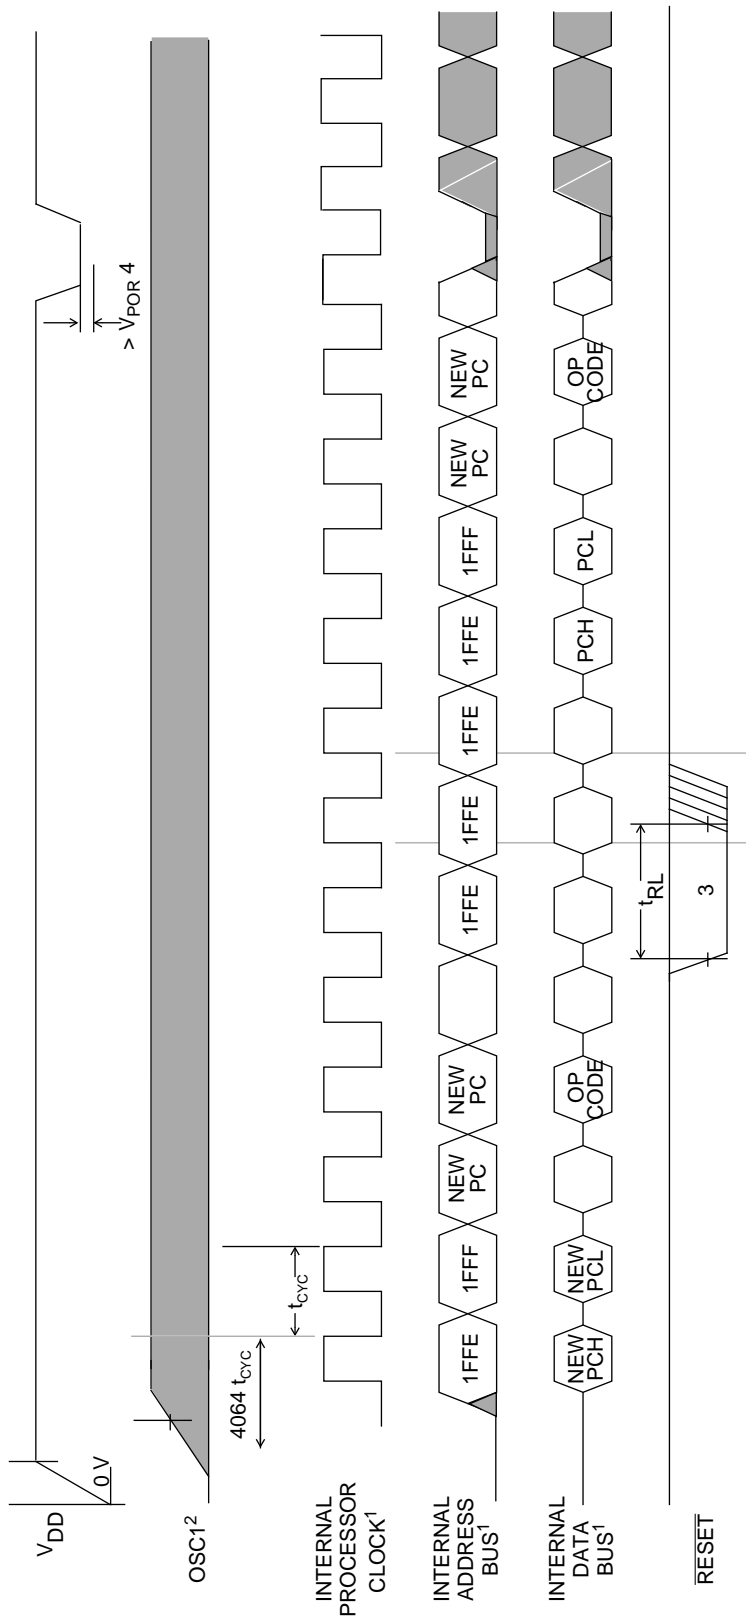 V_DD
0 V
> V_POR 4
OSC1²
4064 t_CYC
t_CYC
INTERNAL
PROCESSOR
CLOCK¹
INTERNAL
ADDRESS
BUS¹
1FFE
1FFF
NEW
PC
NEW
PC
1FFE
1FFE
1FFE
1FFE
1FFF
NEW
PC
NEW
PC
INTERNAL
DATA
BUS¹
NEW
PCH
NEW
PCL
OP
CODE
PCH
PCL
OP
CODE
RESET
t_RL
3